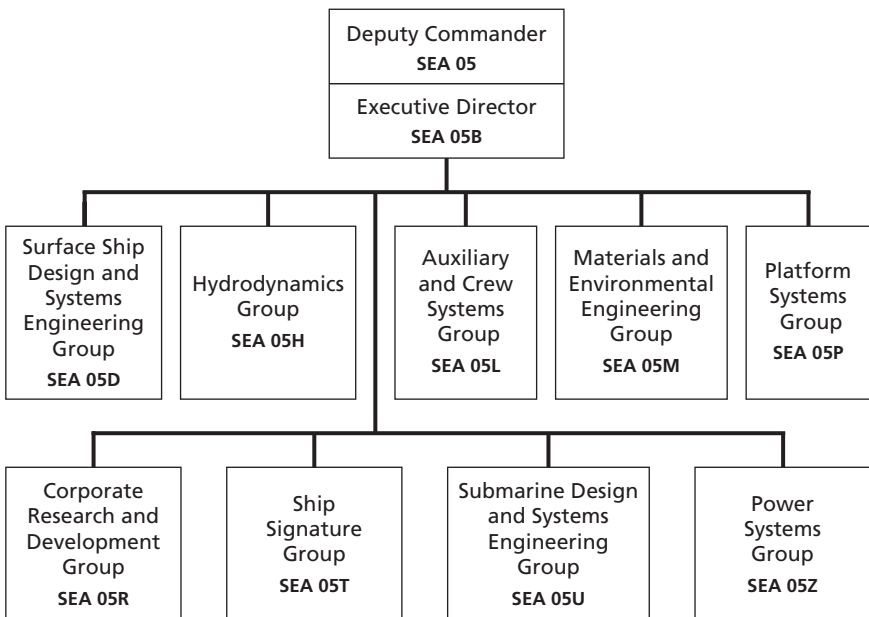 Deputy Commander
SEA 05
Executive Director
SEA 05B
Surface Ship
Design and
Systems
Engineering
Group
SEA 05D
Hydrodynamics
Group
SEA 05H
Auxiliary
and Crew
Systems
Group
SEA 05L
Materials and
Environmental
Engineering
Group
SEA 05M
Platform
Systems
Group
SEA 05P
Corporate
Research and
Development
Group
SEA 05R
Ship
Signature
Group
SEA 05T
Submarine Design
and Systems
Engineering
Group
SEA 05U
Power
Systems
Group
SEA 05Z